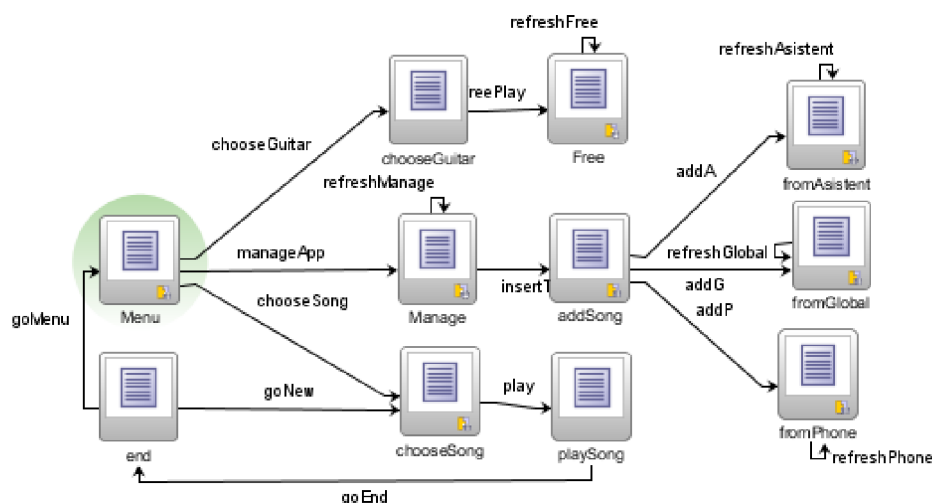 refreshFree
refreshAsistent
reePlay
chooseGuitar
chooseGuitar
Free
addA
fromAsistent
refreshManage
manageApp
refreshGlobal
insertT
addG
chooseSong
Menu
Manage
addSong
fromGlobal
addP
goMenu
goNew
play
end
chooseSong
playSong
fromPhone
refreshPhone
goEnd